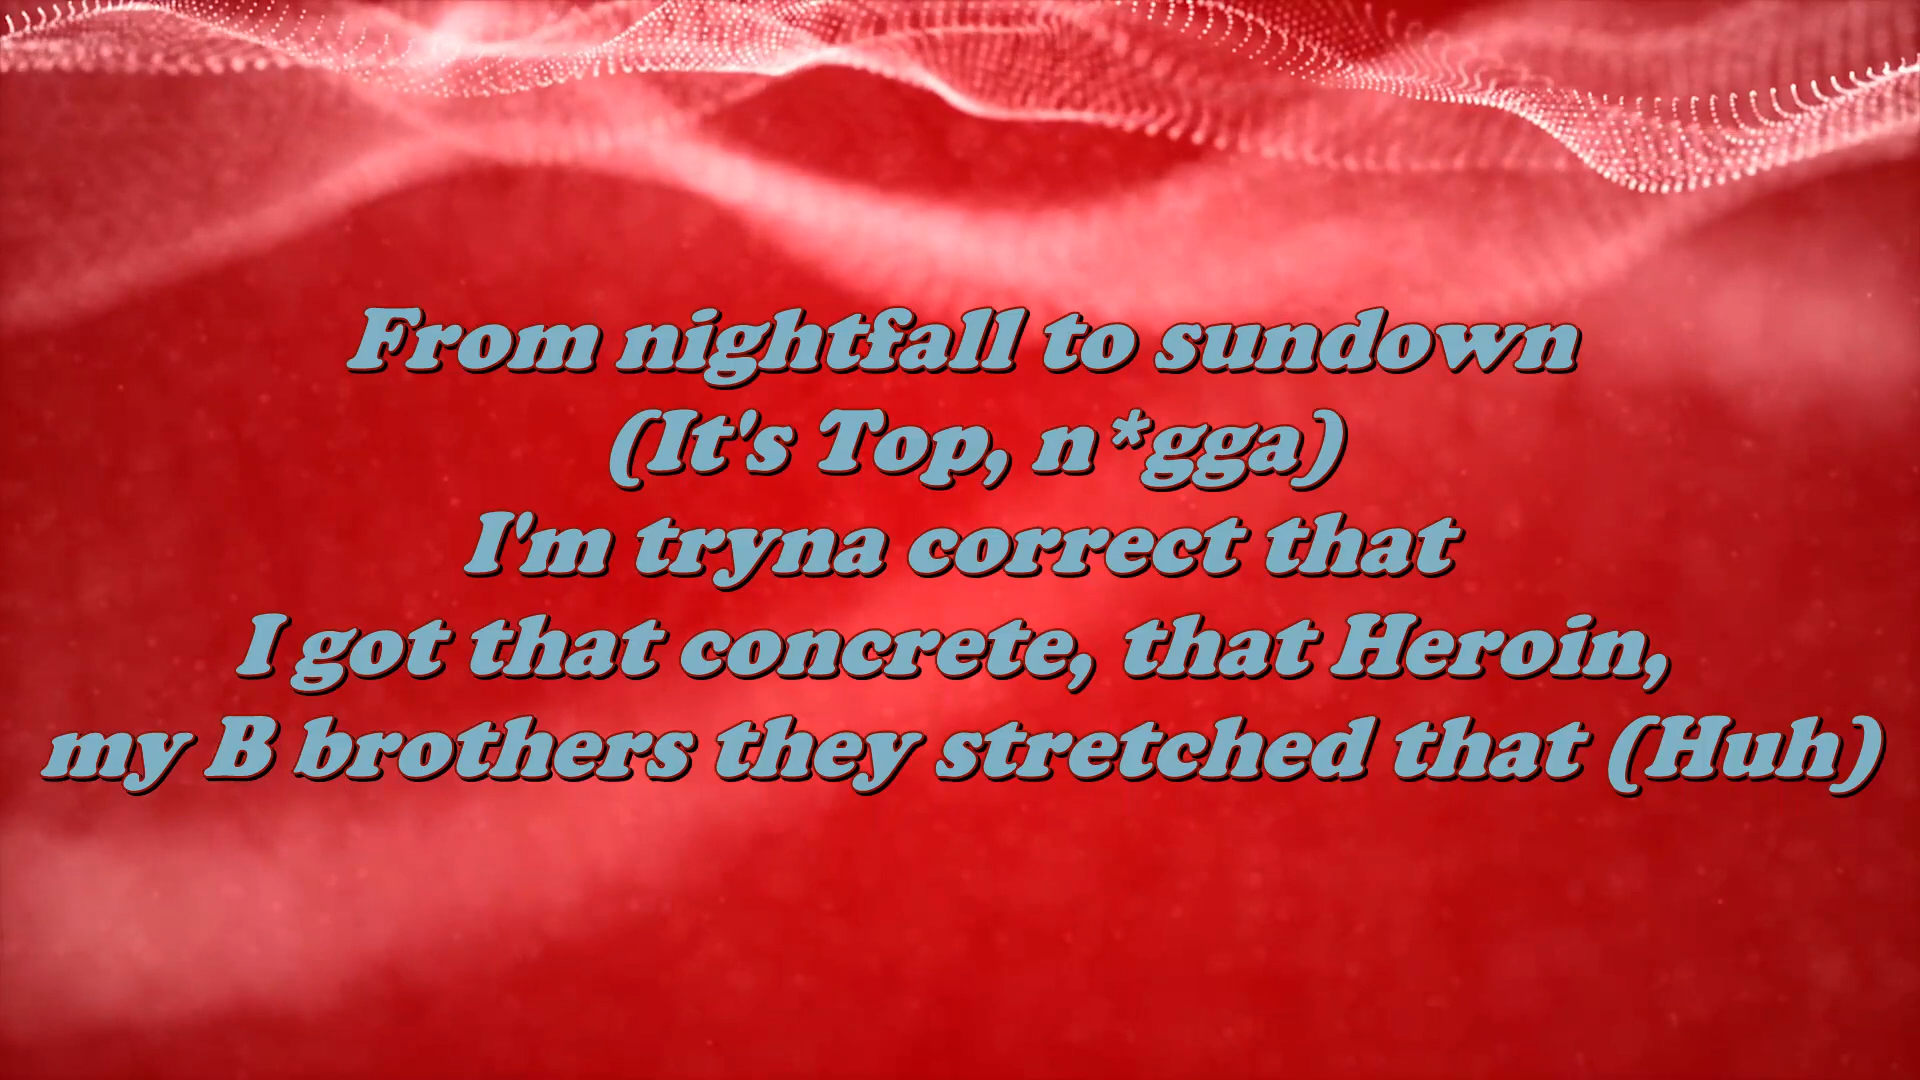 From nightfall to sundown
(It's Top, n*gga)
I'm tryna correct that
I got that concrete, that Heroin,
my B brothers they stretched that (Huh)